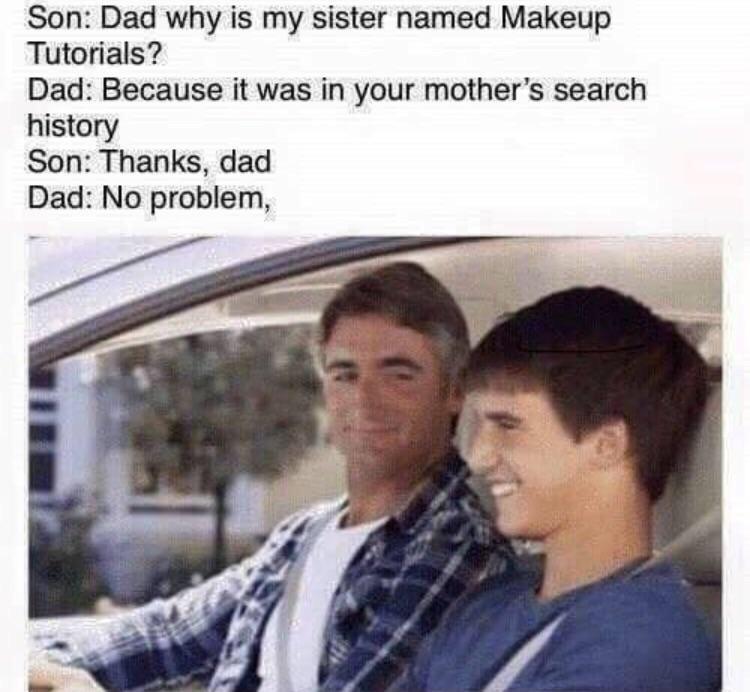 Son: Dad why is my sister named Makeup
Tutorials?
Dad: Because it was in your mother's search
history
Son: Thanks, dad
Dad: No problem,